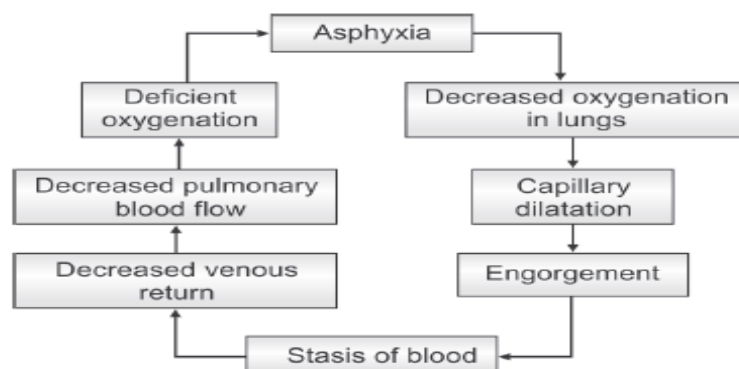 Asphyxia
Decreased oxygenation
in lungs
Capillary
dilatation
Engorgement
Stasis of blood
Decreased venous
return
Decreased pulmonary
blood flow
Deficient
oxygenation